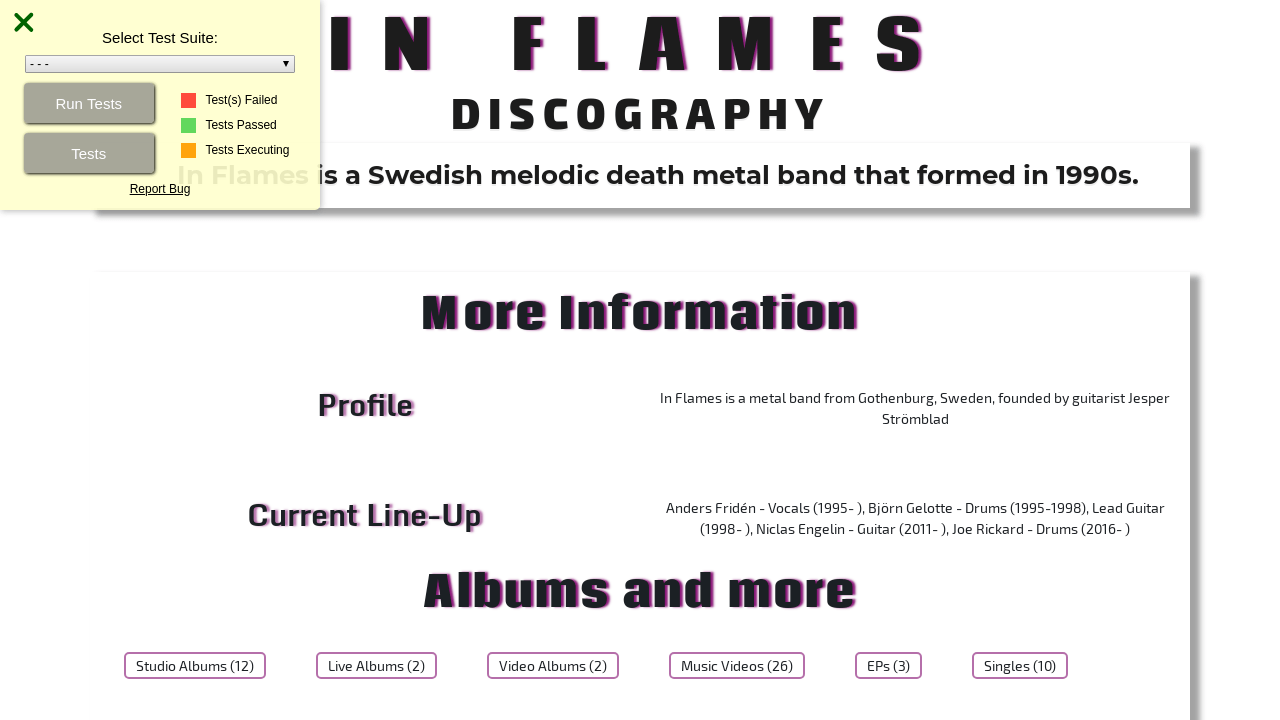 IN FLAMES
DISCOGRAPHY
Select Test Suite:
- - -
Run Tests
Tests
Test(s) Failed
Tests Passed
Tests Executing
Report Bug
In Flames is a Swedish melodic death metal band that formed in 1990s.
More Information
Profile
In Flames is a metal band from Gothenburg, Sweden, founded by guitarist Jesper
Strömblad
Current Line-Up
Anders Fridén - Vocals (1995- ), Björn Gelotte - Drums (1995-1998), Lead Guitar
(1998- ), Niclas Engelin - Guitar (2011- ), Joe Rickard - Drums (2016- )
Albums and more
Studio Albums (12) Live Albums (2) Video Albums (2) Music Videos (26) EPs (3) Singles (10)